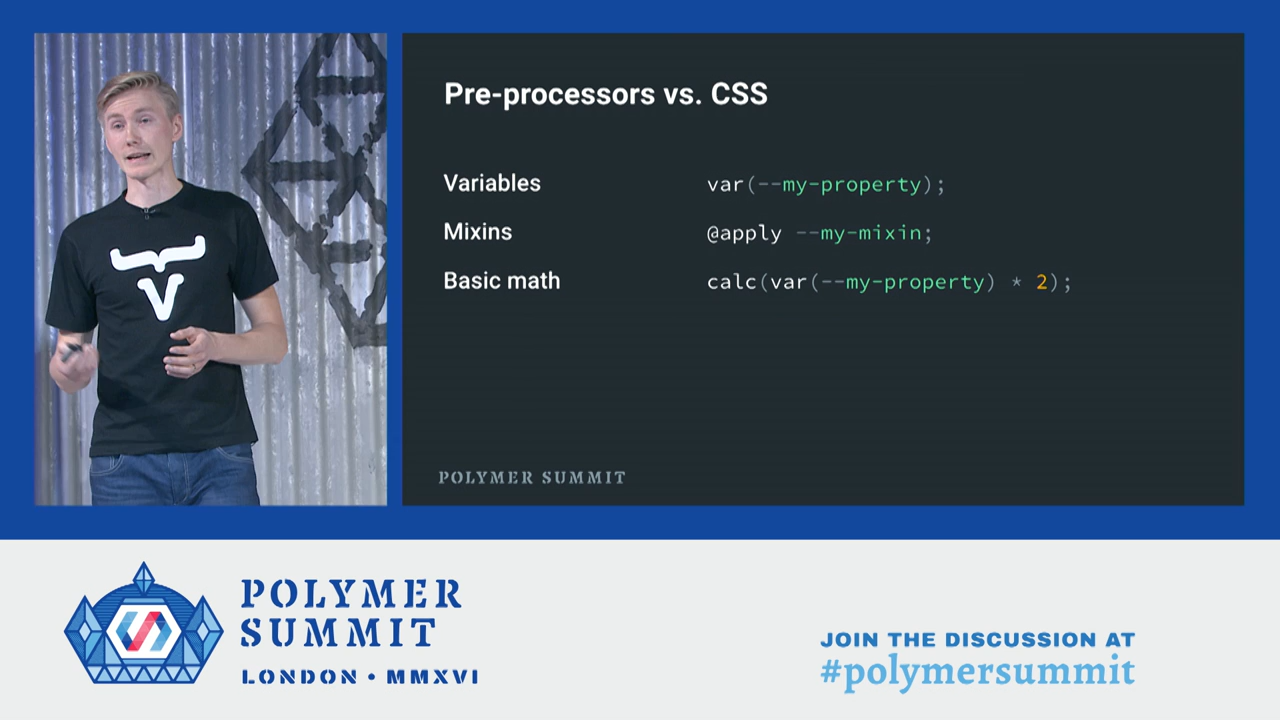 Pre-processors vs. CSS
Variables var(--my-property);
Mixins @apply --my-mixin;
Basic math calc(var(--my-property) * 2);
POLYMER SUMMIT
POLYMER
SUMMIT
LONDON • MMXVI
JOIN THE DISCUSSION AT
#polymersummit